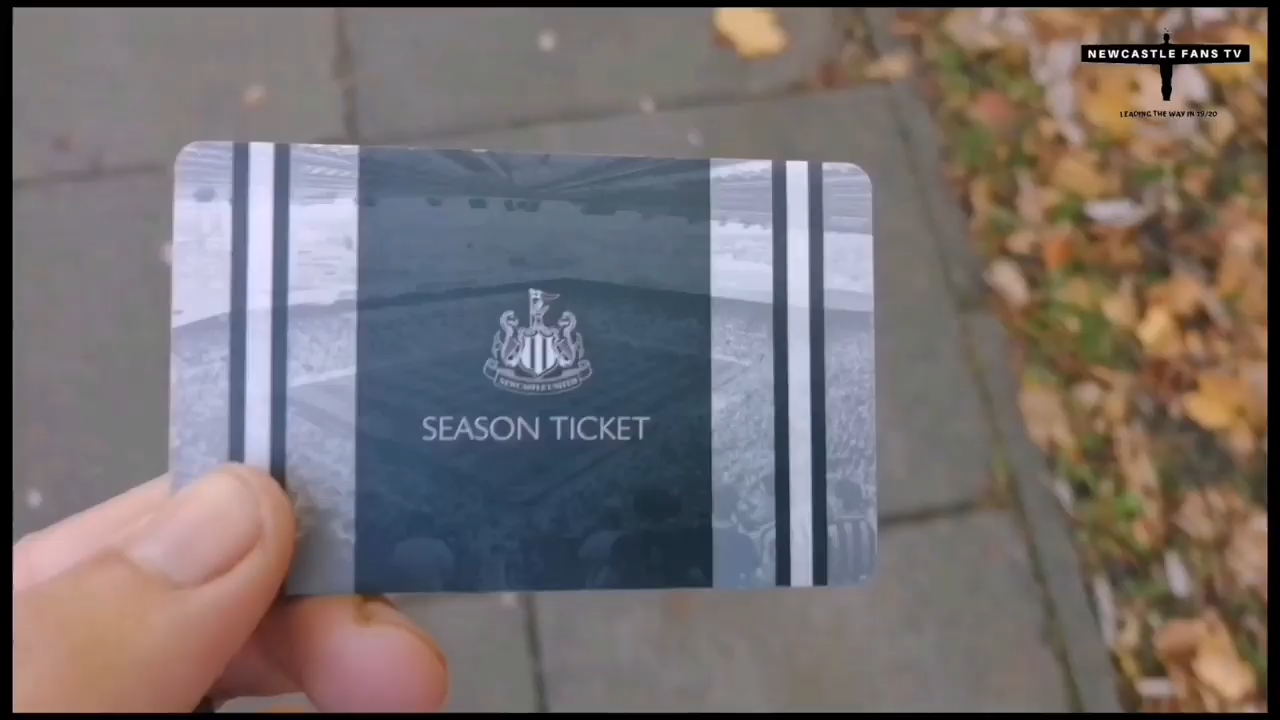 NEWCASTLE FANS TV
LEADING THE WAY IN 19/20
NEWCASTLE UNITED
SEASON TICKET